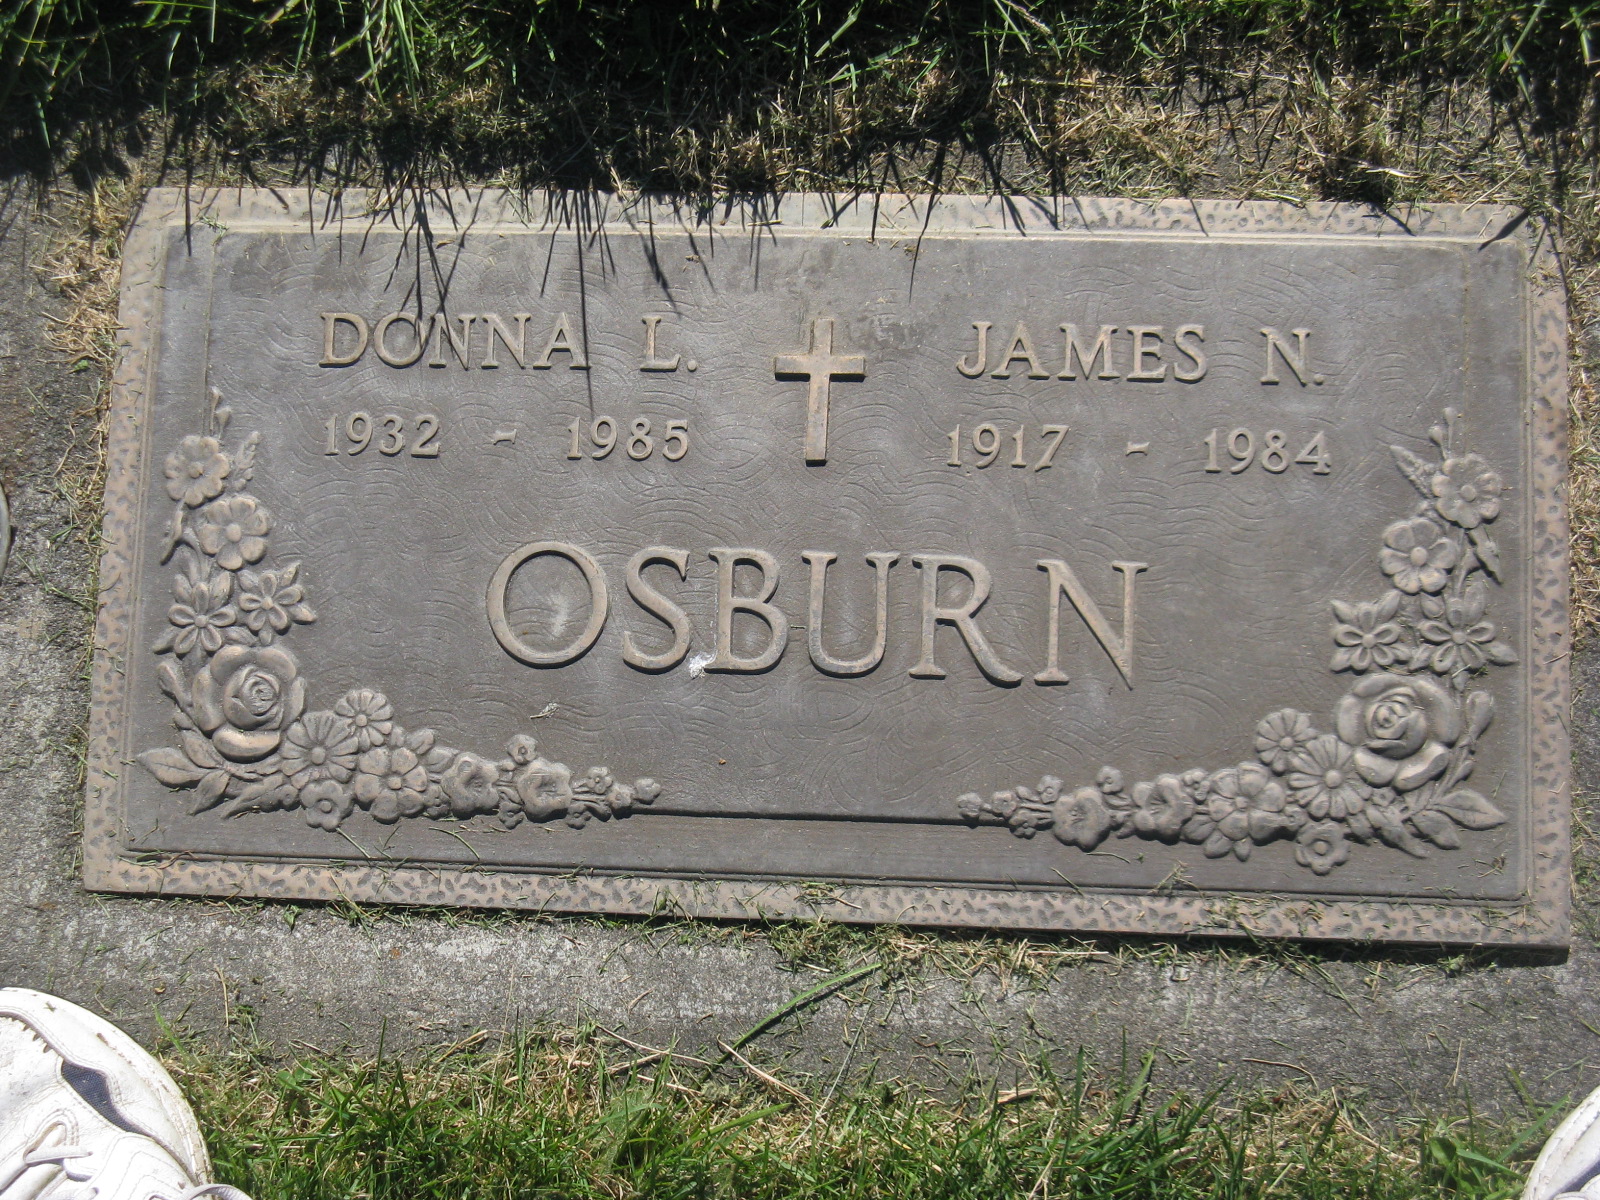 DONNA L. JAMES N.
1932 - 1985 1917 - 1984
OSBURN